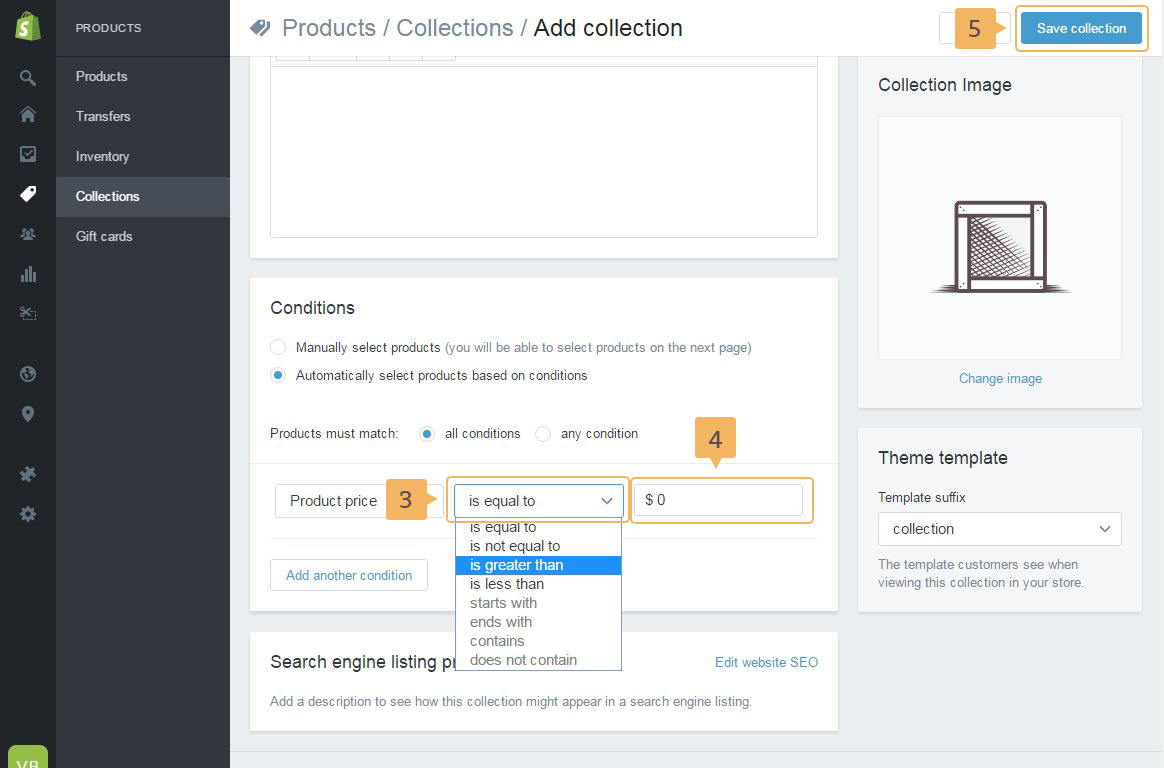 PRODUCTS
Products
Transfers
Inventory
Collections
Gift cards
Products / Collections / Add collection
5
Save collection
Collection Image
Change image
Conditions
Manually select products (you will be able to select products on the next page)
Automatically select products based on conditions
Products must match: all conditions any condition
4
Product price 3 is equal to $ 0
is equal to
is not equal to
is greater than
is less than
starts with
ends with
contains
does not contain
Add another condition
Theme template
Template suffix
collection
The template customers see when
viewing this collection in your store.
Search engine listing
Edit website SEO
Add a description to see how this collection might appear in a search engine listing.
VB